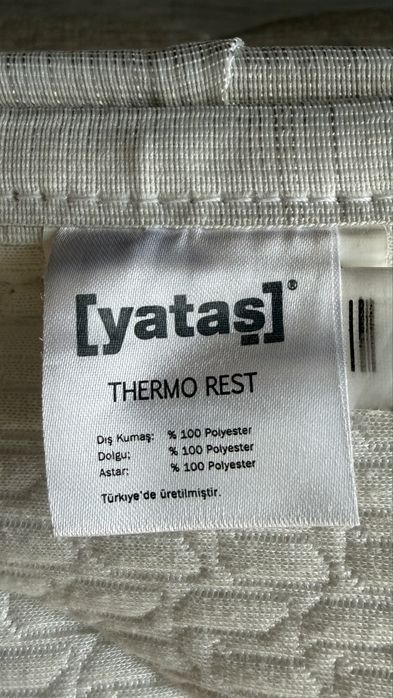 [yataş]®
THERMO REST
Dış Kumaş: % 100 Polyester
Dolgu: % 100 Polyester
Astar: % 100 Polyester
Türkiye'de üretilmiştir.